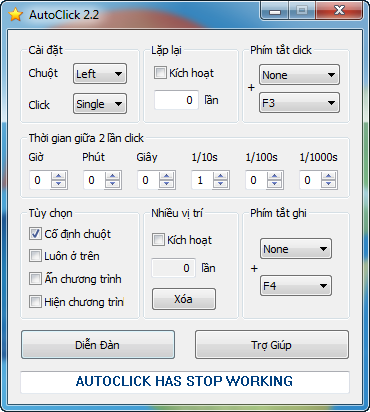 AutoClick 2.2
Cài đặt
Chuột
Left
Click
Single
Lặp lại
Kích hoạt
0 lần
Phím tắt click
None
+
F3
Thời gian giữa 2 lần click
Giờ Phút Giây 1/10s 1/100s 1/1000s
0 0 0 1 0 0
Tùy chọn
Cố định chuột
Luôn ở trên
Ẩn chương trình
Hiện chương trìn
Nhiều vị trí
Kích hoạt
0 lần
Xóa
Phím tắt ghi
None
+
F4
Diễn Đàn
Trợ Giúp
AUTOCLICK HAS STOP WORKING